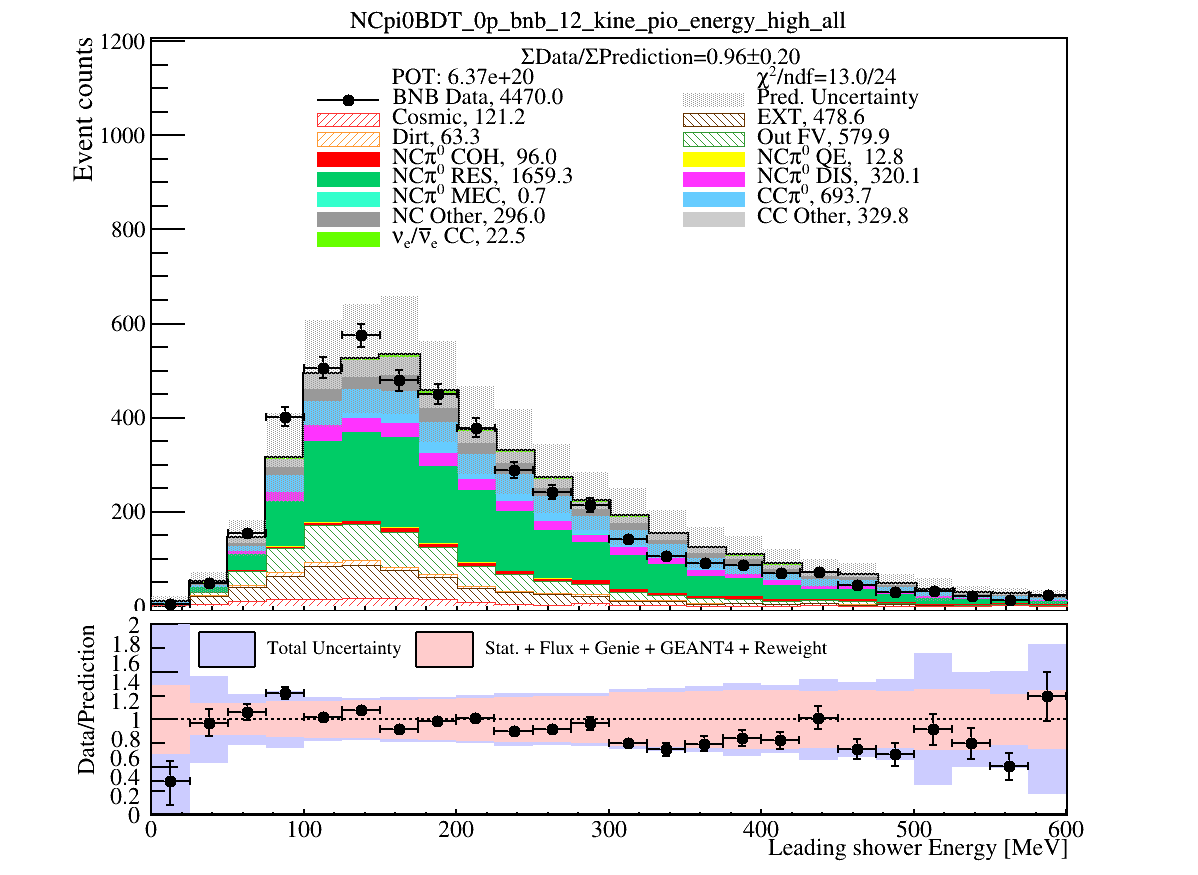 NCpi0BDT_0p_bnb_12_kine_pio_energy_high_all
ΣData/ΣPrediction=0.96±0.20
POT: 6.37e+20
χ²/ndf=13.0/24
BNB Data, 4470.0
Pred. Uncertainty
Cosmic, 121.2
EXT, 478.6
Dirt, 63.3
Out FV, 579.9
NCπ⁰ COH, 96.0
NCπ⁰ QE, 12.8
NCπ⁰ RES, 1659.3
NCπ⁰ DIS, 320.1
NCπ⁰ MEC, 0.7
CCπ⁰, 693.7
NC Other, 296.0
CC Other, 329.8
νₑ/ν̅ₑ CC, 22.5
Event counts
1200
1000
800
600
400
200
0
Data/Prediction
2
1.8
1.6
1.4
1.2
1
0.8
0.6
0.4
0.2
0
Total Uncertainty
Stat. + Flux + Genie + GEANT4 + Reweight
0 100 200 300 400 500 600
Leading shower Energy [MeV]